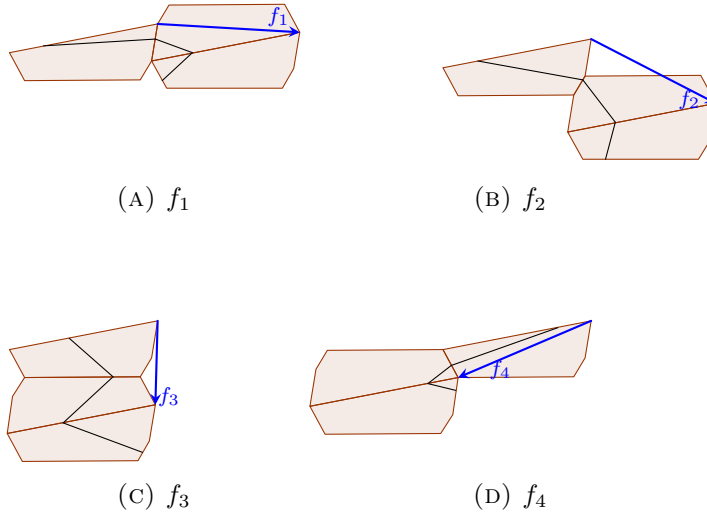 f₁
f₂
(A) f₁
(B) f₂
f₃
f₄
(C) f₃
(D) f₄